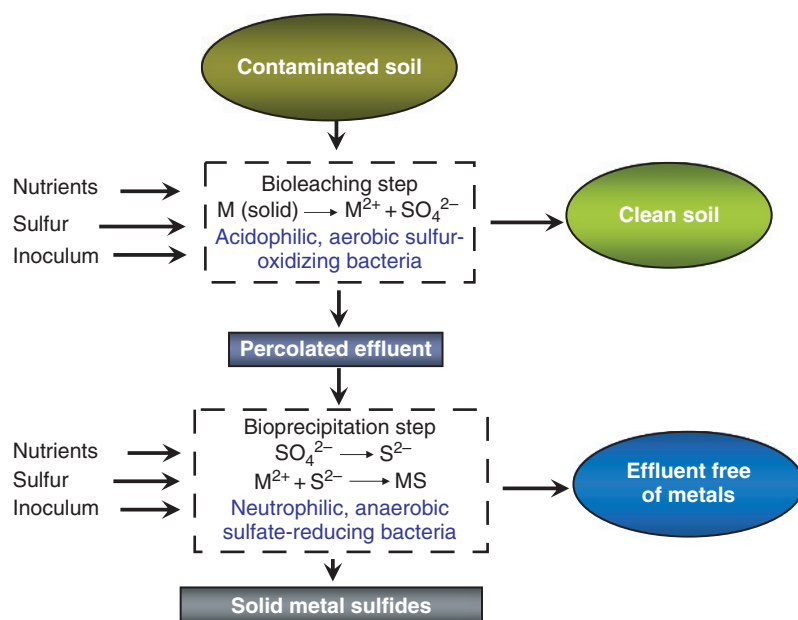 Contaminated soil
Nutrients
Sulfur
Inoculum
Bioleaching step
M (solid) → M²⁺ + SO₄²⁻
Acidophilic, aerobic sulfur-
oxidizing bacteria
Clean soil
Percolated effluent
Nutrients
Sulfur
Inoculum
Bioprecipitation step
SO₄²⁻ → S²⁻
M²⁺ + S²⁻ → MS
Neutrophilic, anaerobic
sulfate-reducing bacteria
Effluent free
of metals
Solid metal sulfides